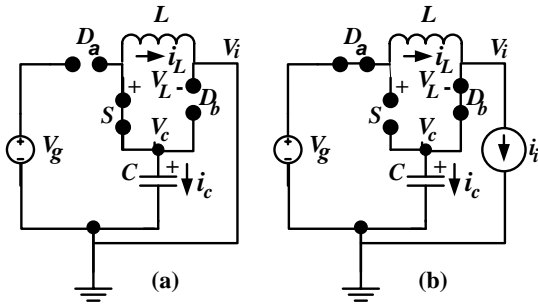 L
D_a
i_L
V_i
+
V_L -
D_b
S
V_c
V_g
+
-
C
+
i_c
(a)
L
D_a
i_L
V_i
+
V_L -
D_b
S
V_c
V_g
+
-
C
+
i_c
i_i
(b)